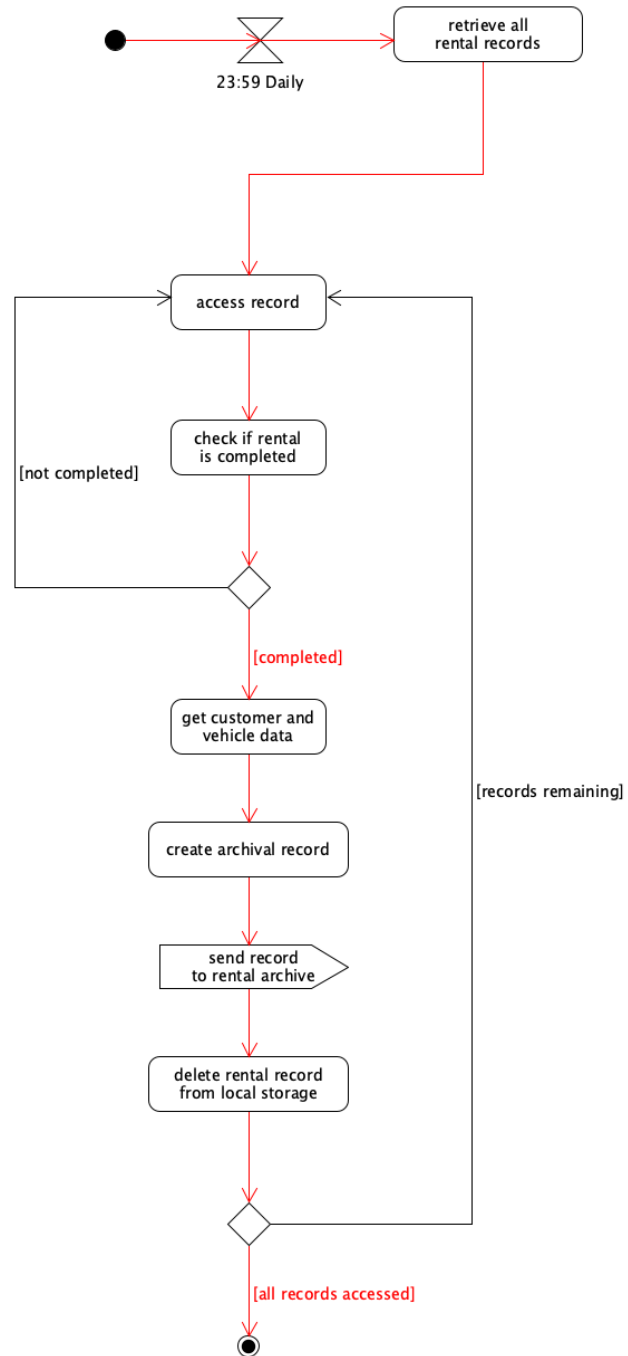 retrieve all
rental records
23:59 Daily
access record
check if rental
is completed
[not completed]
[completed]
get customer and
vehicle data
[records remaining]
create archival record
send record
to rental archive
delete rental record
from local storage
[all records accessed]